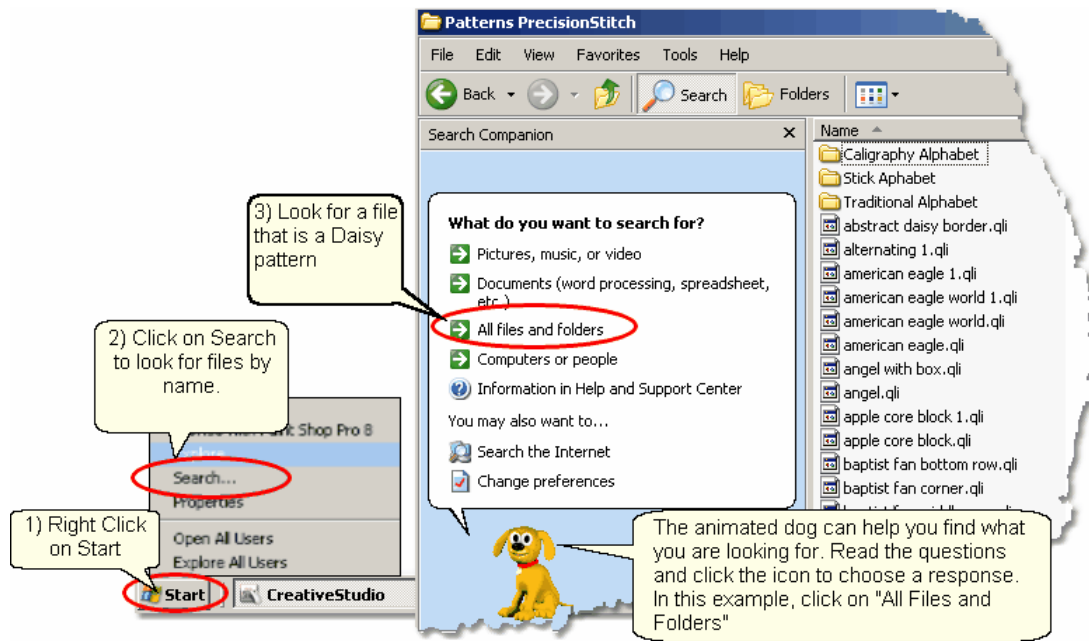 Patterns PrecisionStitch
File Edit View Favorites Tools Help
Back Search Folders
Search Companion
Name
Caligraphy Alphabet
Stick Aphabet
Traditional Alphabet
abstract daisy border.qli
alternating 1.qli
american eagle 1.qli
american eagle world 1.qli
american eagle world.qli
american eagle.qli
angel with box.qli
angel.qli
apple core block 1.qli
apple core block.qli
baptist fan bottom row.qli
baptist fan corner.qli
What do you want to search for?
Pictures, music, or video
Documents (word processing, spreadsheet,
etc.)
All files and folders
Computers or people
Information in Help and Support Center
You may also want to...
Search the Internet
Change preferences
3) Look for a file
that is a Daisy
pattern
2) Click on Search
to look for files by
name.
Shop Pro 8
Search...
Properties
Open All Users
Explore All Users
1) Right Click
on Start
Start CreativeStudio
The animated dog can help you find what
you are looking for. Read the questions
and click the icon to choose a response.
In this example, click on "All Files and
Folders"